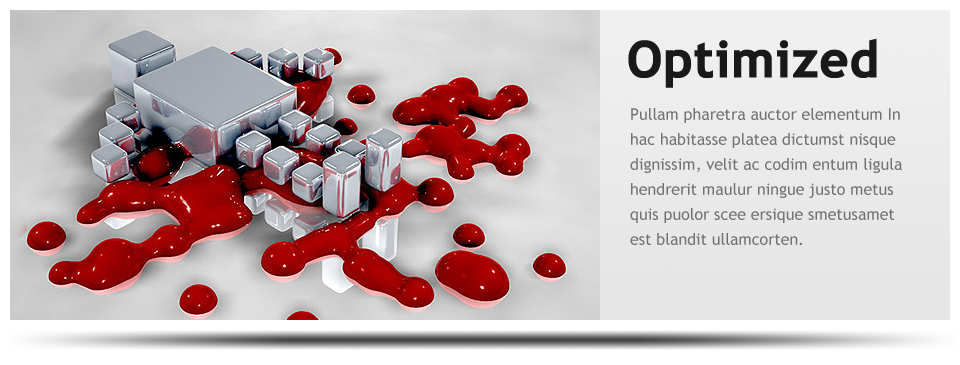 Optimized
Pullam pharetra auctor elementum In
hac habitasse platea dictumst nisque
dignissim, velit ac codim entum ligula
hendrerit maulur ningue justo metus
quis puolor scee ersique smetusamet
est blandit ullamcorten.